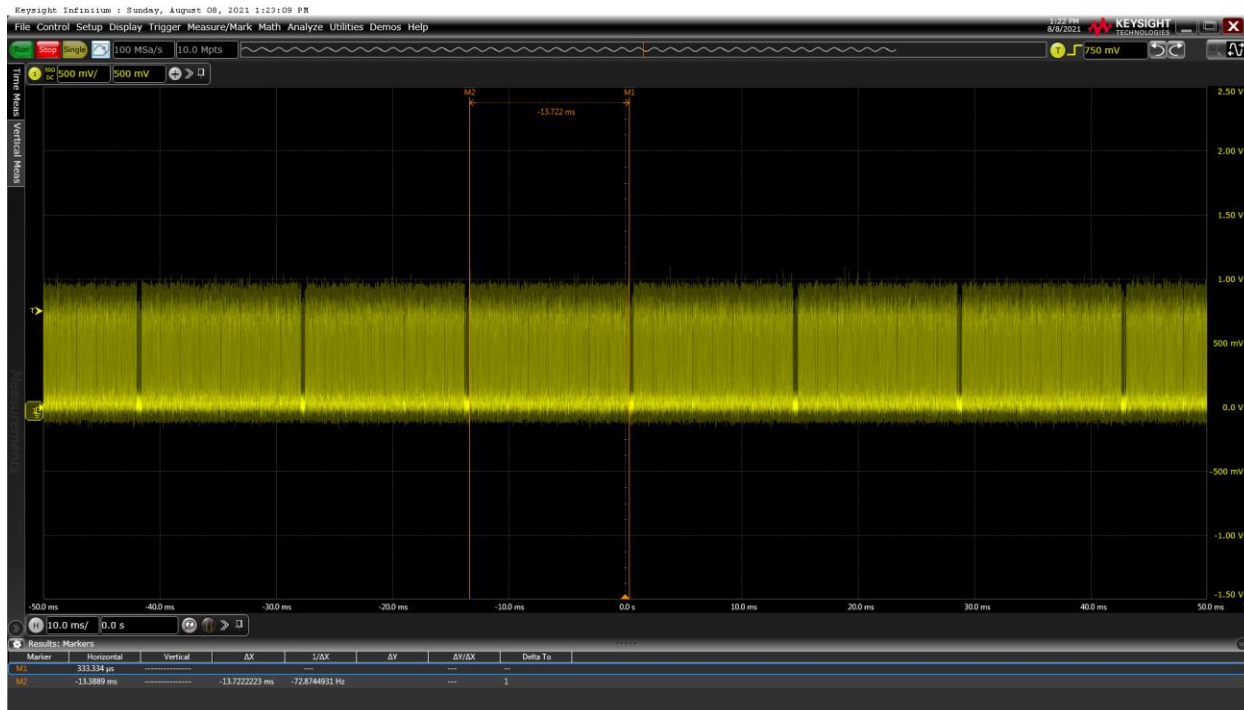 Keysight Infiniium : Sunday, August 08, 2021 1:23:09 PM
File Control Setup Display Trigger Measure/Mark Math Analyze Utilities Demos Help
1:22 PM
8/8/2021
KEYSIGHT
TECHNOLOGIES
Run Stop Single 100 MSa/s 10.0 Mpts T 750 mV
1 50Ω DC 500 mV/ 500 mV
Time Meas
Vertical Meas
Measurements
M2 M1
-13.722 ms
2.50 V
2.00 V
1.50 V
1.00 V
T
500 mV
0.0 V
-500 mV
-1.00 V
-1.50 V
-50.0 ms -40.0 ms -30.0 ms -20.0 ms -10.0 ms 0.0 s 10.0 ms 20.0 ms 30.0 ms 40.0 ms 50.0 ms
H 10.0 ms/ 0.0 s
Results: Markers
Marker Horizontal Vertical ΔX 1/ΔX ΔY ΔY/ΔX Delta To
M1 333.334 µs --------------- --- --- --
M2 -13.3889 ms --------------- -13.7222223 ms -72.8744931 Hz --- 1